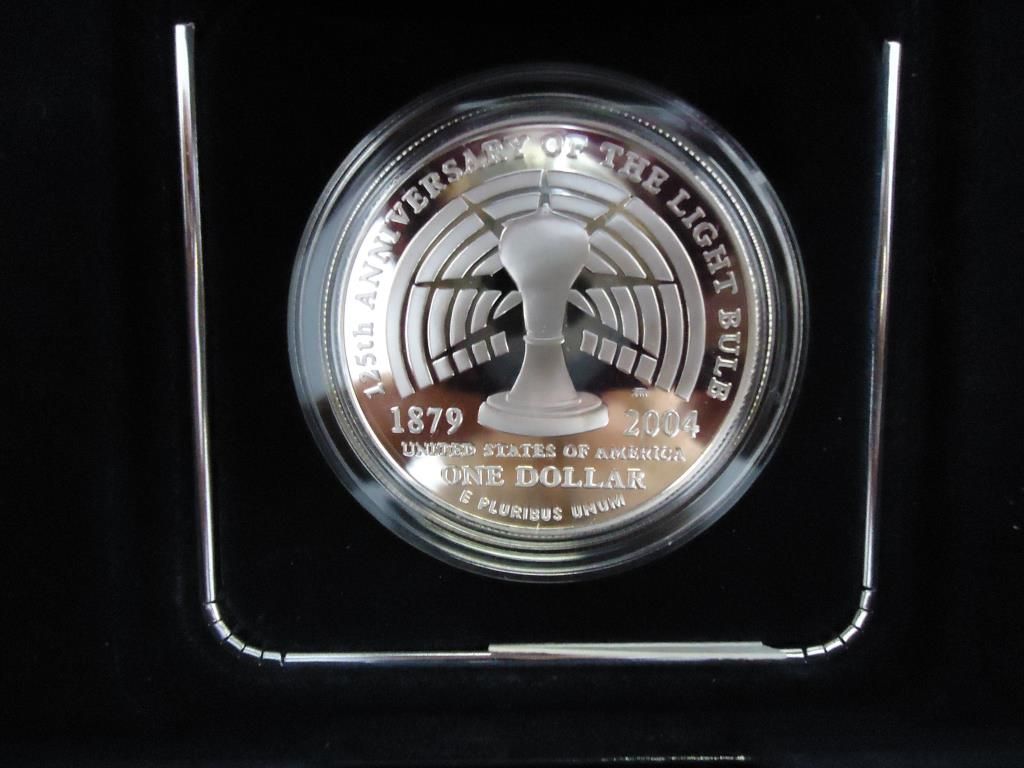 125th ANNIVERSARY OF THE LIGHT BULB
1879 2004
UNITED STATES OF AMERICA
ONE DOLLAR
E PLURIBUS UNUM